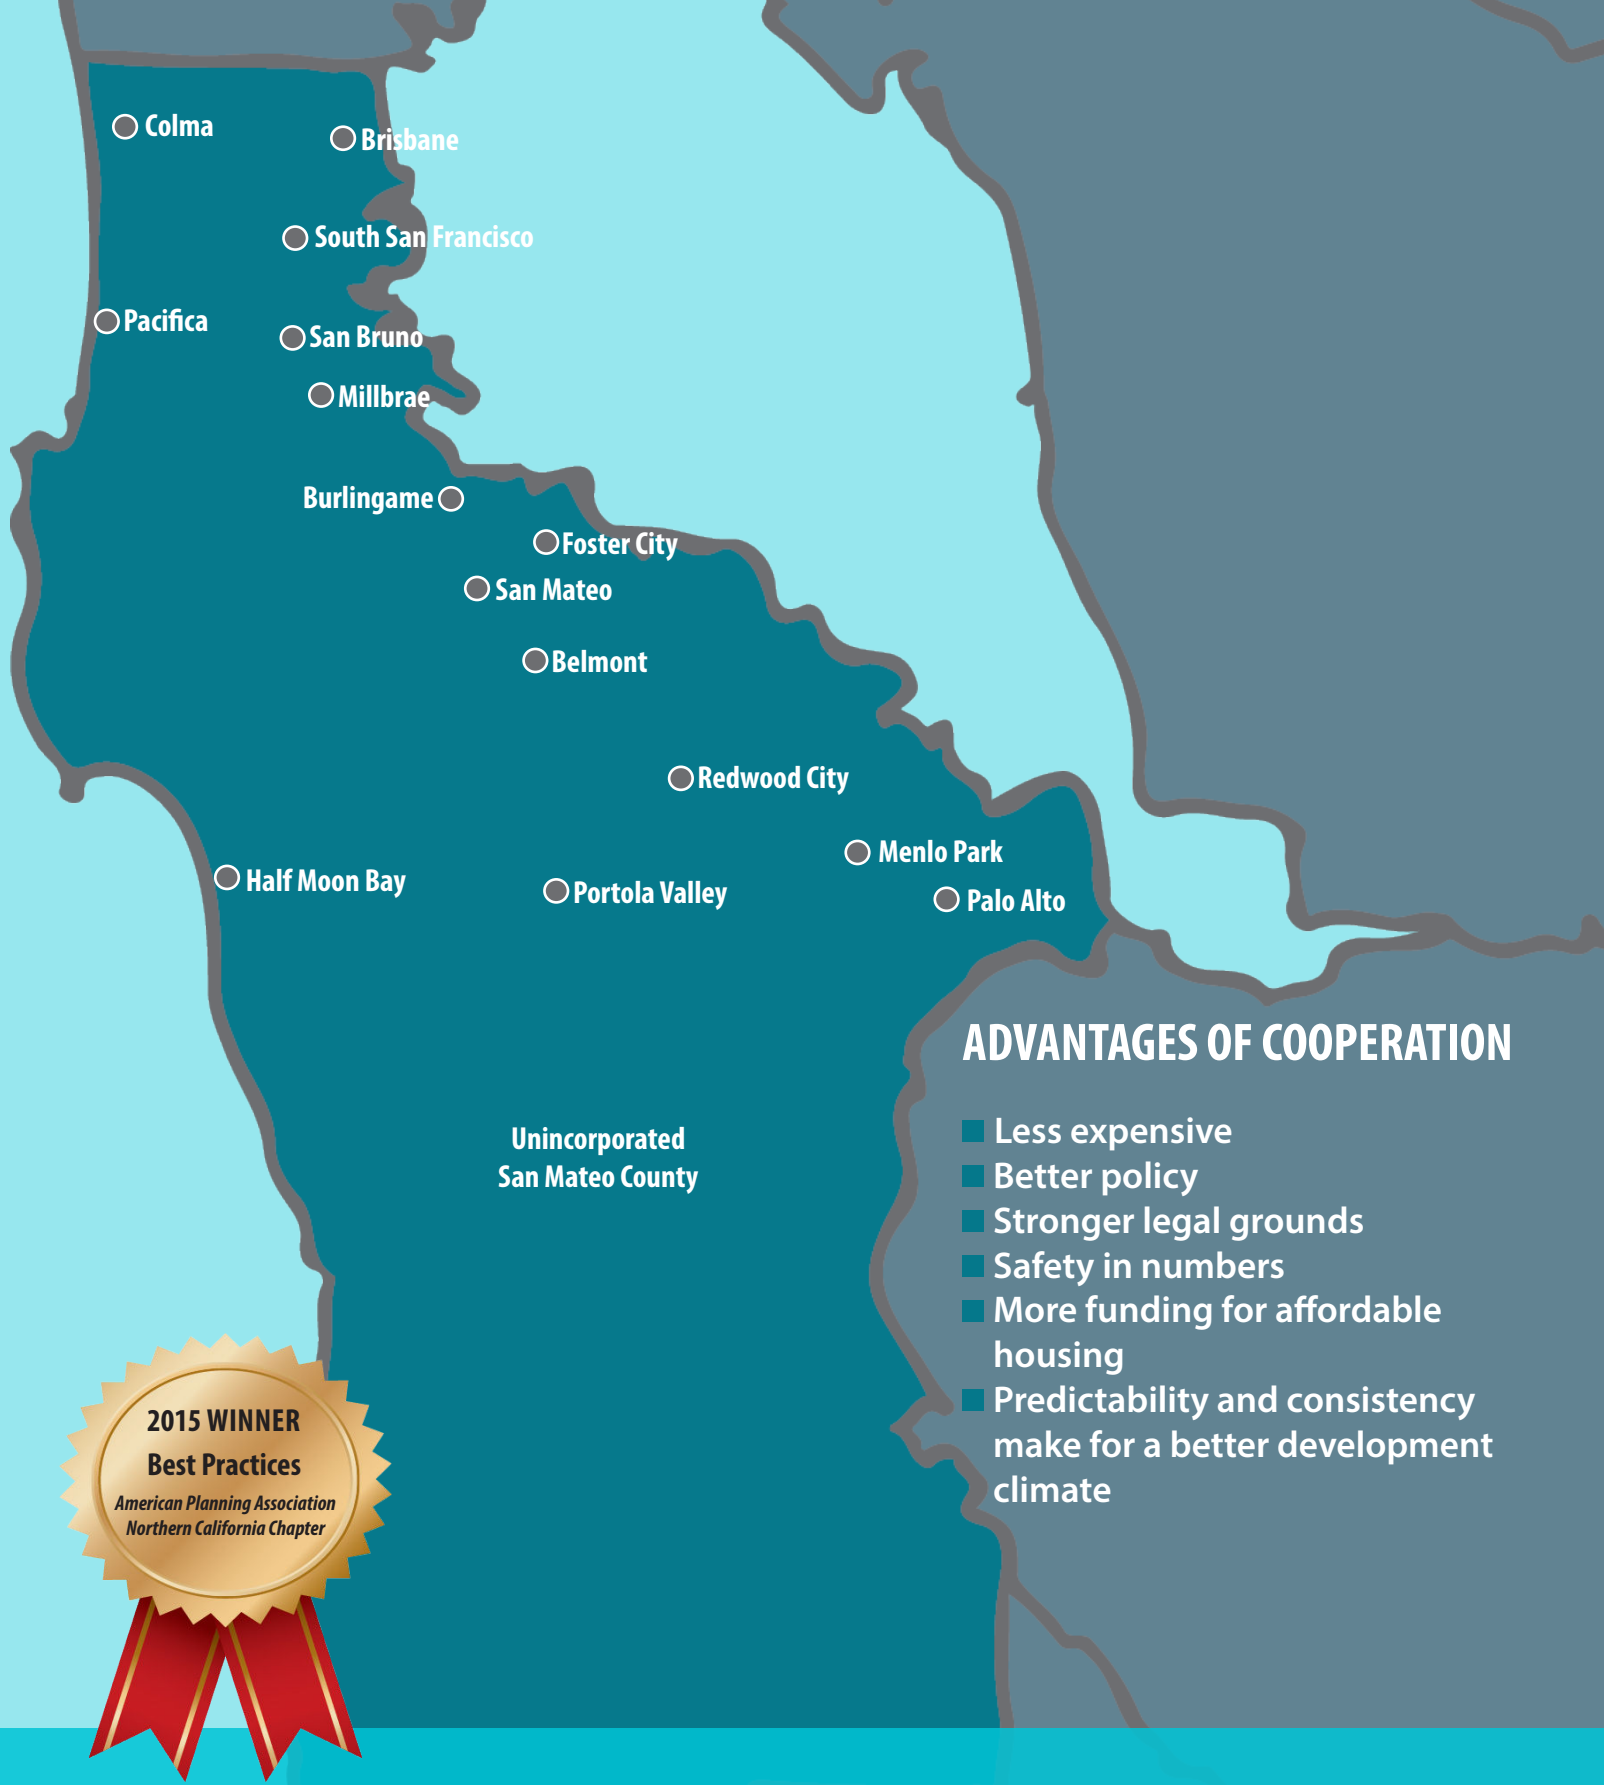 Colma
Brisbane
South San Francisco
Pacifica
San Bruno
Millbrae
Burlingame
Foster City
San Mateo
Belmont
Redwood City
Menlo Park
Half Moon Bay
Portola Valley
Palo Alto
Unincorporated
San Mateo County
ADVANTAGES OF COOPERATION
Less expensive
Better policy
Stronger legal grounds
Safety in numbers
More funding for affordable
housing
Predictability and consistency
make for a better development
climate
2015 WINNER
Best Practices
American Planning Association
Northern California Chapter